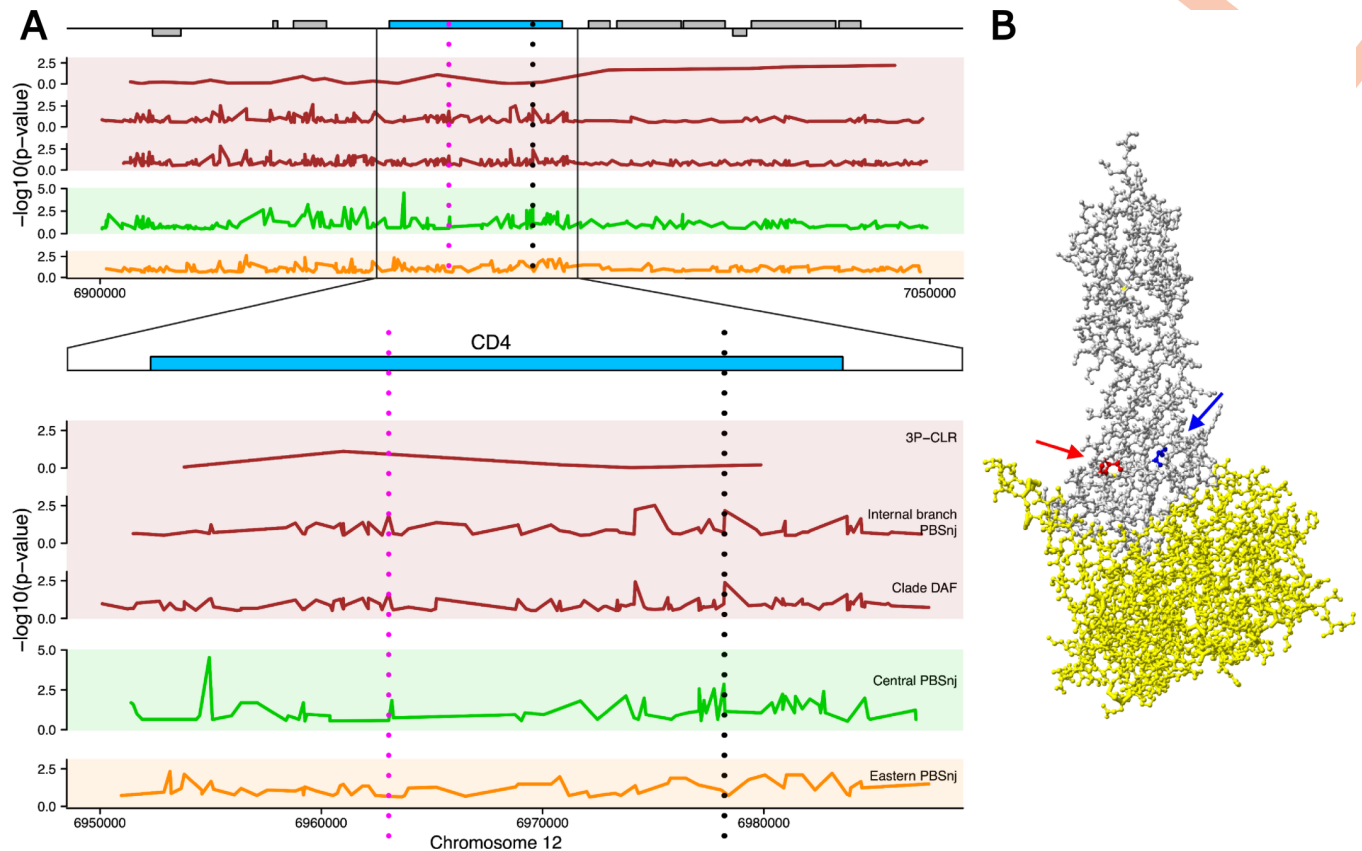 A
B
2.5
0.0
2.5
0.0
2.5
0.0
5.0
2.5
0.0
2.5
0.0
−log10(p−value)
6900000
7050000
CD4
2.5
0.0
3P−CLR
2.5
0.0
Internal branch
PBSnj
2.5
0.0
Clade DAF
5.0
2.5
0.0
Central PBSnj
2.5
0.0
Eastern PBSnj
−log10(p−value)
6950000
6960000
6970000
6980000
Chromosome 12